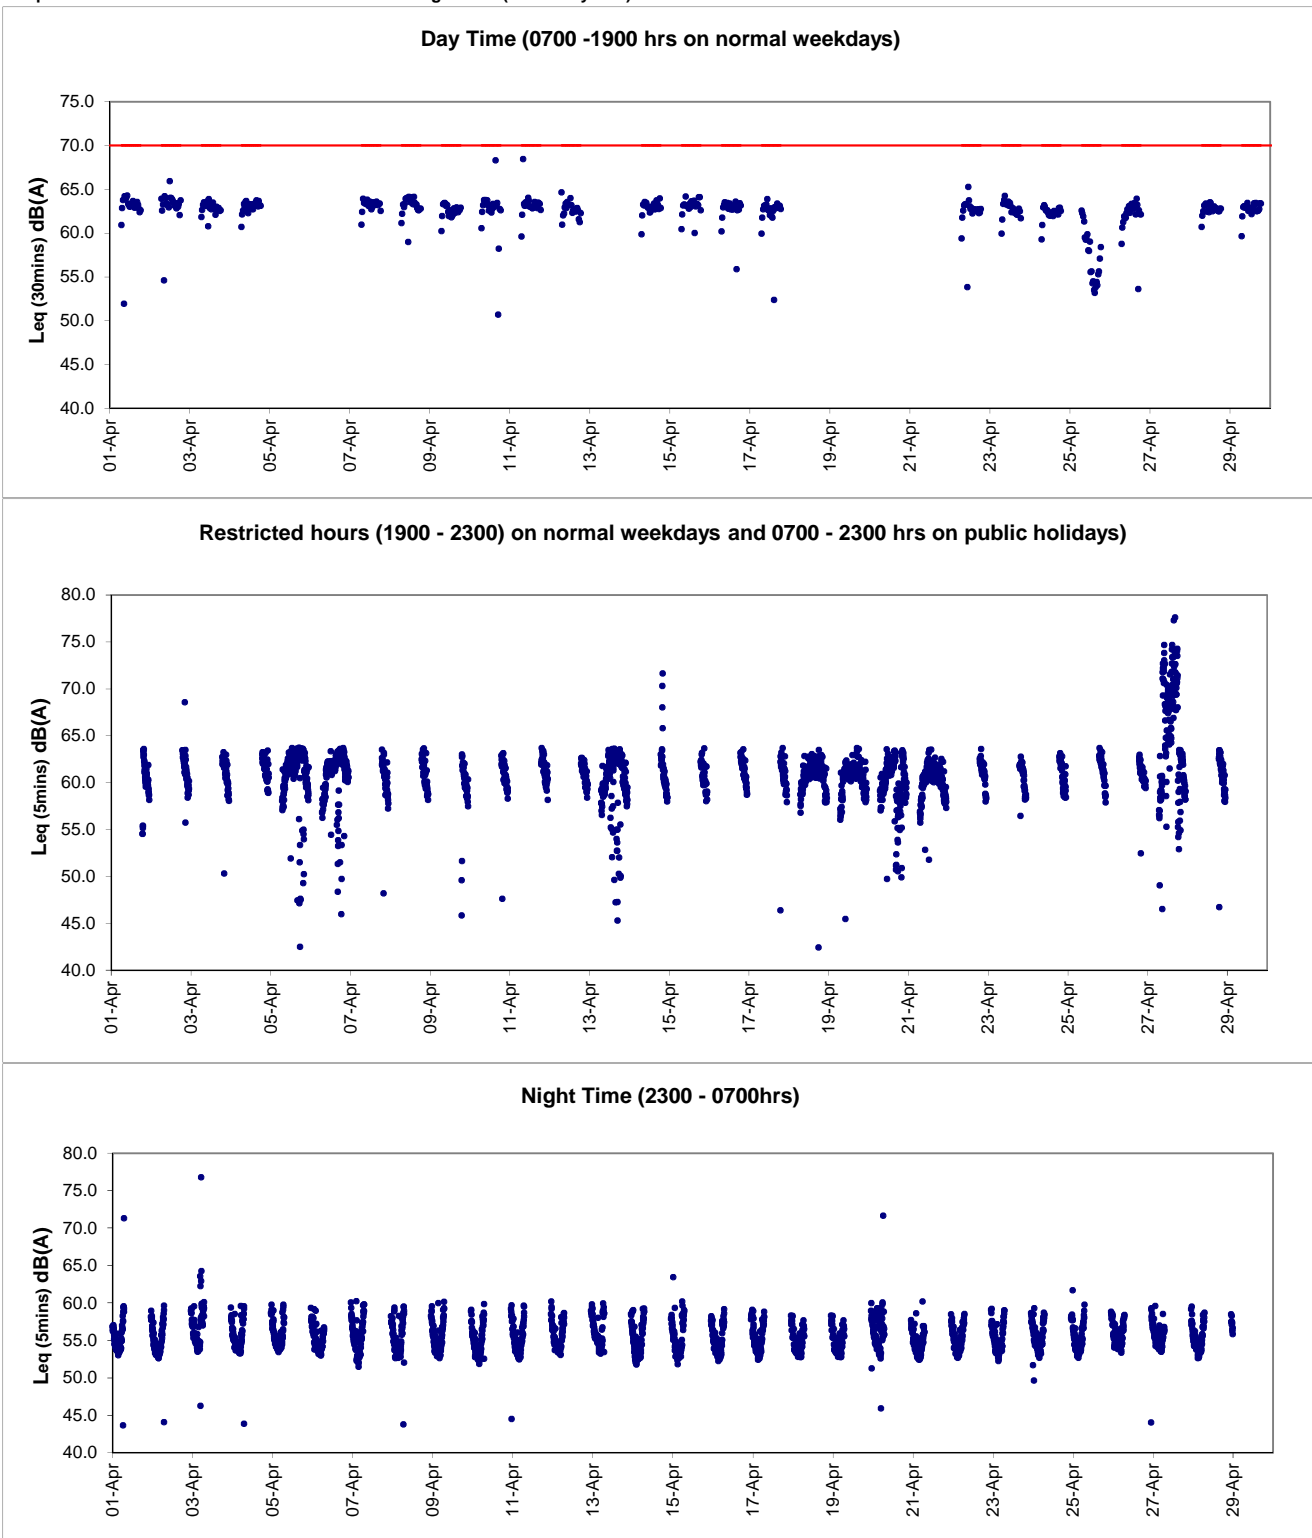 Day Time (0700 -1900 hrs on normal weekdays)
Leq (30mins) dB(A)
75.0
70.0
65.0
60.0
55.0
50.0
45.0
40.0
01-Apr
03-Apr
05-Apr
07-Apr
09-Apr
11-Apr
13-Apr
15-Apr
17-Apr
19-Apr
21-Apr
23-Apr
25-Apr
27-Apr
29-Apr
Restricted hours (1900 - 2300) on normal weekdays and 0700 - 2300 hrs on public holidays)
Leq (5mins) dB(A)
80.0
75.0
70.0
65.0
60.0
55.0
50.0
45.0
40.0
01-Apr
03-Apr
05-Apr
07-Apr
09-Apr
11-Apr
13-Apr
15-Apr
17-Apr
19-Apr
21-Apr
23-Apr
25-Apr
27-Apr
29-Apr
Night Time (2300 - 0700hrs)
Leq (5mins) dB(A)
80.0
75.0
70.0
65.0
60.0
55.0
50.0
45.0
40.0
01-Apr
03-Apr
05-Apr
07-Apr
09-Apr
11-Apr
13-Apr
15-Apr
17-Apr
19-Apr
21-Apr
23-Apr
25-Apr
27-Apr
29-Apr